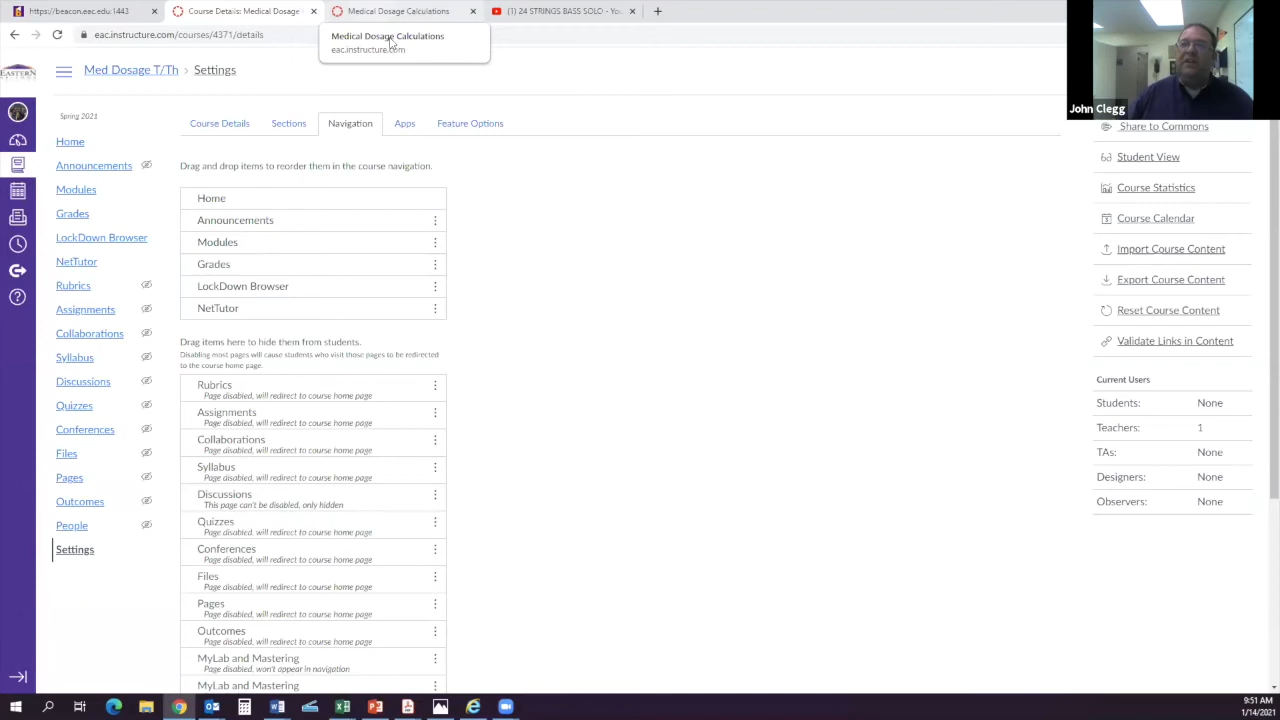 https://beacon.eac.edu:1443
Course Details: Medical Dosage
Medical Dosage Calculations
(1) 24 STRINGS BASS SOLO - You
eac.instructure.com/courses/4371/details
Medical Dosage Calculations
eac.instructure.com
John Clegg
EASTERN
Med Dosage T/Th
Settings
Spring 2021
Home
Announcements
Modules
Grades
LockDown Browser
NetTutor
Rubrics
Assignments
Collaborations
Syllabus
Discussions
Quizzes
Conferences
Files
Pages
Outcomes
People
Settings
Course Details
Sections
Navigation
Apps
Feature Options
Drag and drop items to reorder them in the course navigation.
Home
Announcements
Modules
Grades
LockDown Browser
NetTutor
Drag items here to hide them from students.
Disabling most pages will cause students who visit those pages to be redirected
to the course home page.
Rubrics
Page disabled, will redirect to course home page
Assignments
Page disabled, will redirect to course home page
Collaborations
Page disabled, will redirect to course home page
Syllabus
Page disabled, will redirect to course home page
Discussions
This page can't be disabled, only hidden
Quizzes
Page disabled, will redirect to course home page
Conferences
Page disabled, will redirect to course home page
Files
Page disabled, will redirect to course home page
Pages
Page disabled, will redirect to course home page
Outcomes
Page disabled, will redirect to course home page
MyLab and Mastering
Page disabled, won't appear in navigation
MyLab and Mastering
Share to Commons
Student View
Course Statistics
Course Calendar
Import Course Content
Export Course Content
Reset Course Content
Validate Links in Content
Current Users
Students: None
Teachers: 1
TAs: None
Designers: None
Observers: None
9:51 AM
1/14/2021